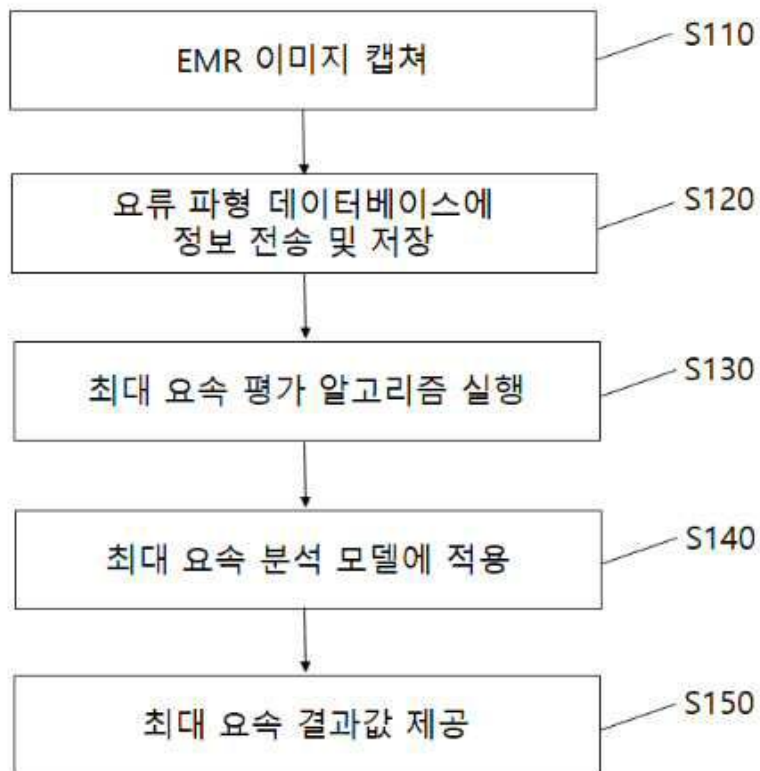 EMR 이미지 캡쳐
S110
요류 파형 데이터베이스에
정보 전송 및 저장
S120
최대 요속 평가 알고리즘 실행
S130
최대 요속 분석 모델에 적용
S140
최대 요속 결과값 제공
S150